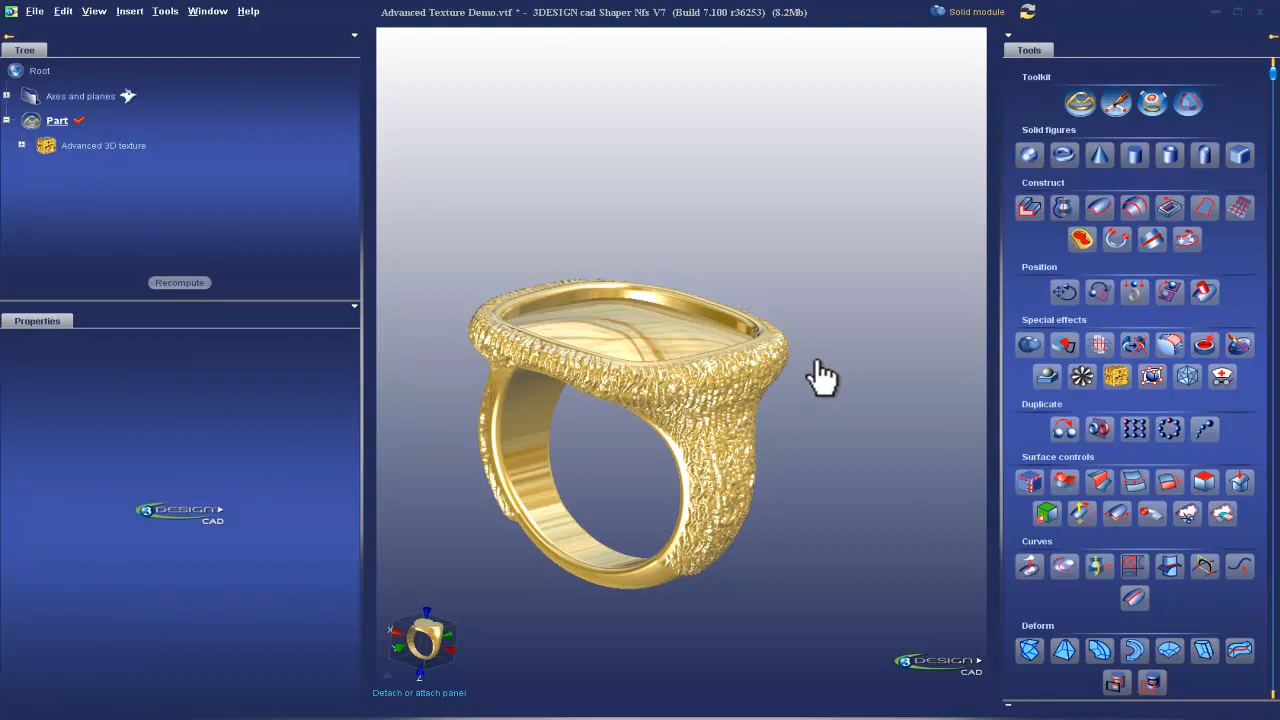 File Edit View Insert Tools Window Help
Advanced Texture Demo.vtf * - 3DESIGN cad Shaper Nfs V7 (Build 7.100 r36253) (8.2Mb)
Solid module
Tree
Root
Axes and planes
Part
Advanced 3D texture
Recompute
Properties
3DESIGN
CAD
X
Z
Detach or attach panel
3DESIGN
CAD
Tools
Toolkit
Solid figures
Construct
Position
Special effects
Duplicate
Surface controls
Curves
Deform